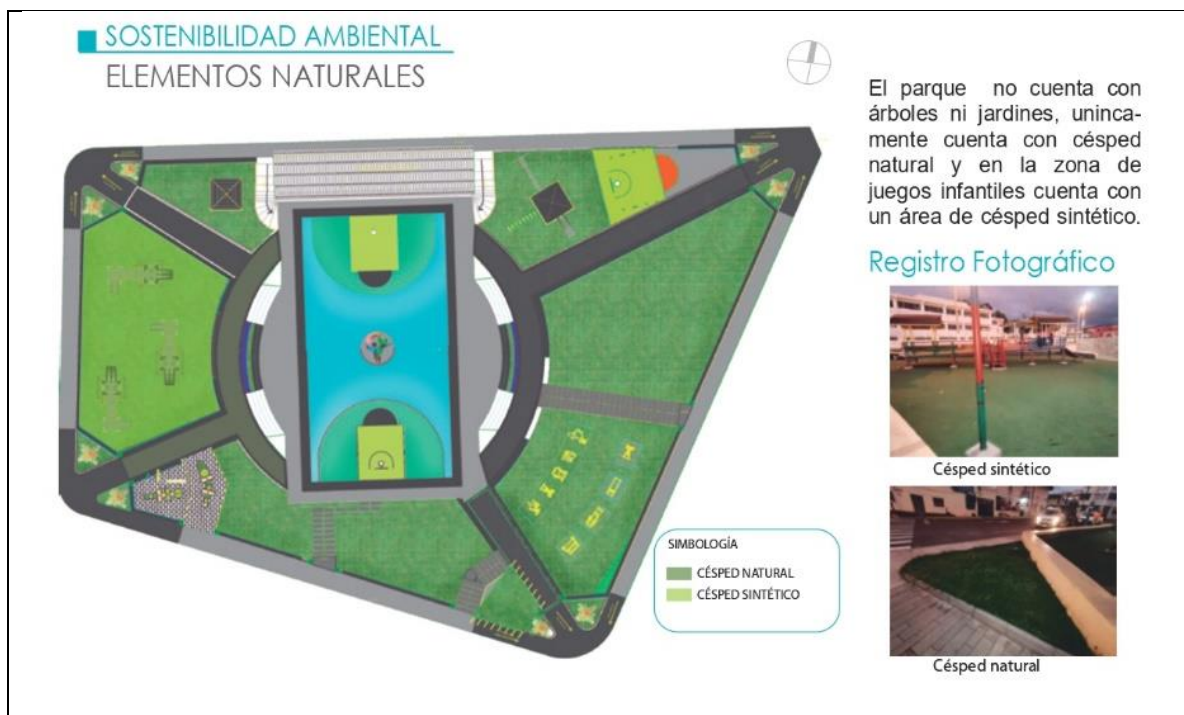 SOSTENIBILIDAD AMBIENTAL
ELEMENTOS NATURALES
El parque no cuenta con
árboles ni jardines, unínca-
mente cuenta con césped
natural y en la zona de
juegos infantiles cuenta con
un área de césped sintético.
Registro Fotográfico
Césped sintético
Césped natural
SIMBOLOGÍA
CÉSPED NATURAL
CÉSPED SINTÉTICO